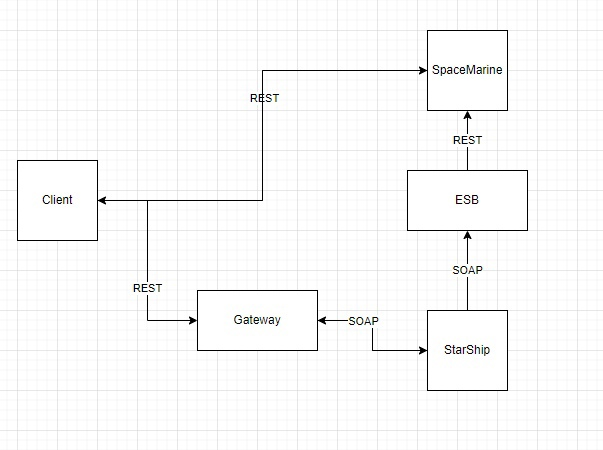 SpaceMarine
REST
REST
Client
ESB
SOAP
REST
Gateway
SOAP
StarShip